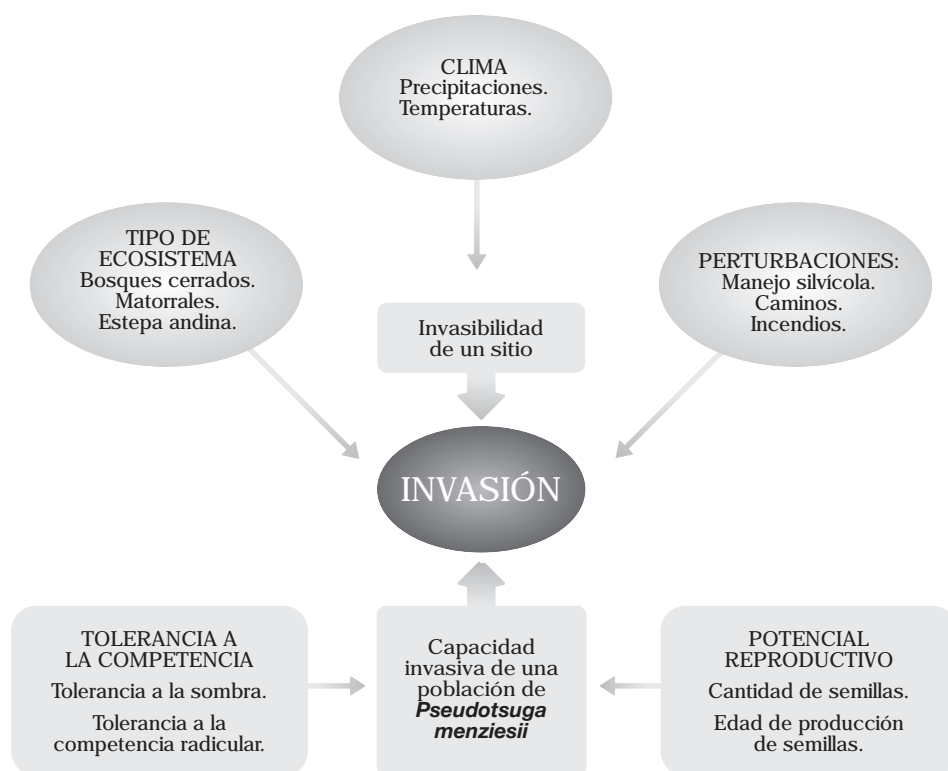 CLIMA
Precipitaciones.
Temperaturas.
TIPO DE
ECOSISTEMA
Bosques cerrados.
Matorrales.
Estepa andina.
PERTURBACIONES:
Manejo silvícola.
Caminos.
Incendios.
Invasibilidad
de un sitio
INVASIÓN
TOLERANCIA A
LA COMPETENCIA
Tolerancia a la sombra.
Tolerancia a la
competencia radicular.
Capacidad
invasiva de una
población de
Pseudotsuga
menziesii
POTENCIAL
REPRODUCTIVO
Cantidad de semillas.
Edad de producción
de semillas.